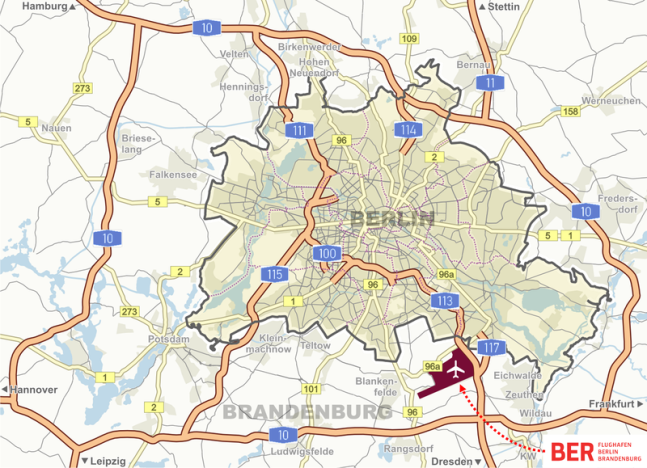 Hamburg
Stettin
10
Velten
Birkenwerder
Hohen
Neuendorf
109
Bernau
11
Hennings-
dorf
273
Werneuchen
158
5
Nauen
111
96
114
Briese-
lang
2
Falkensee
5
Freders-
dorf
10
BERLIN
10
5
1
100
2
115
96a
96
1
113
273
Potsdam
Klein-
machnow
Teltow
117
96a
Eichwalde
1
101
Blanken-
felde
Zeuthen
Hannover
2
BRANDENBURG
96
Wildau
Frankfurt
10
Ludwigsfelde
Rangsdorf
KW
BER
FLUGHAFEN
BERLIN
BRANDENBURG
Leipzig
Dresden